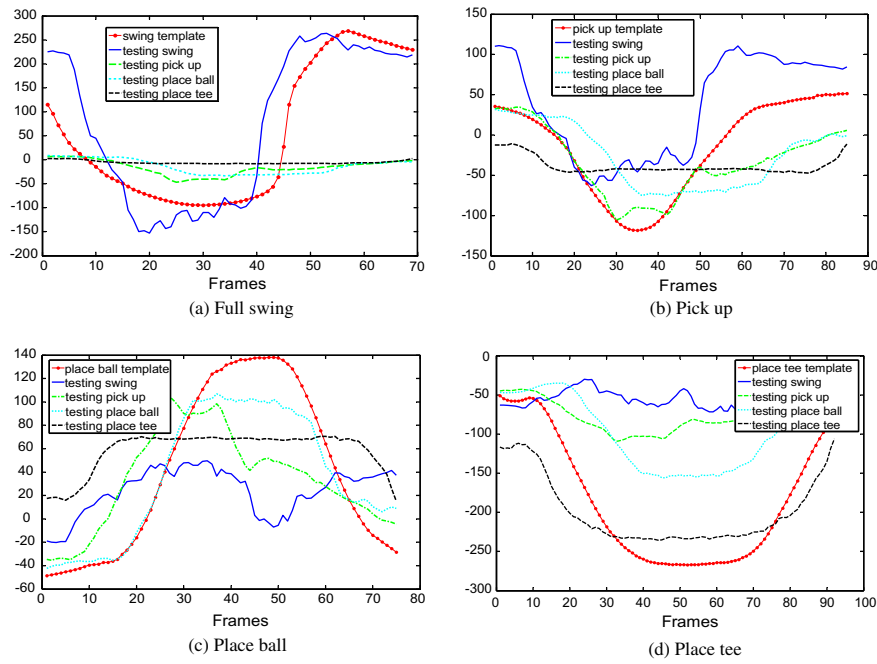 300
250
200
150
100
50
0
-50
-100
-150
-200
swing template
testing swing
testing pick up
testing place ball
testing place tee
0 10 20 30 40 50 60 70
Frames
(a) Full swing
150
100
50
0
-50
-100
-150
pick up template
testing swing
testing pick up
testing place ball
testing place tee
0 10 20 30 40 50 60 70 80 90
Frames
(b) Pick up
140
120
100
80
60
40
20
0
-20
-40
-60
place ball template
testing swing
testing pick up
testing place ball
testing place tee
0 10 20 30 40 50 60 70 80
Frames
(c) Place ball
0
-50
-100
-150
-200
-250
-300
place tee template
testing swing
testing pick up
testing place ball
testing place tee
0 10 20 30 40 50 60 70 80 90 100
Frames
(d) Place tee